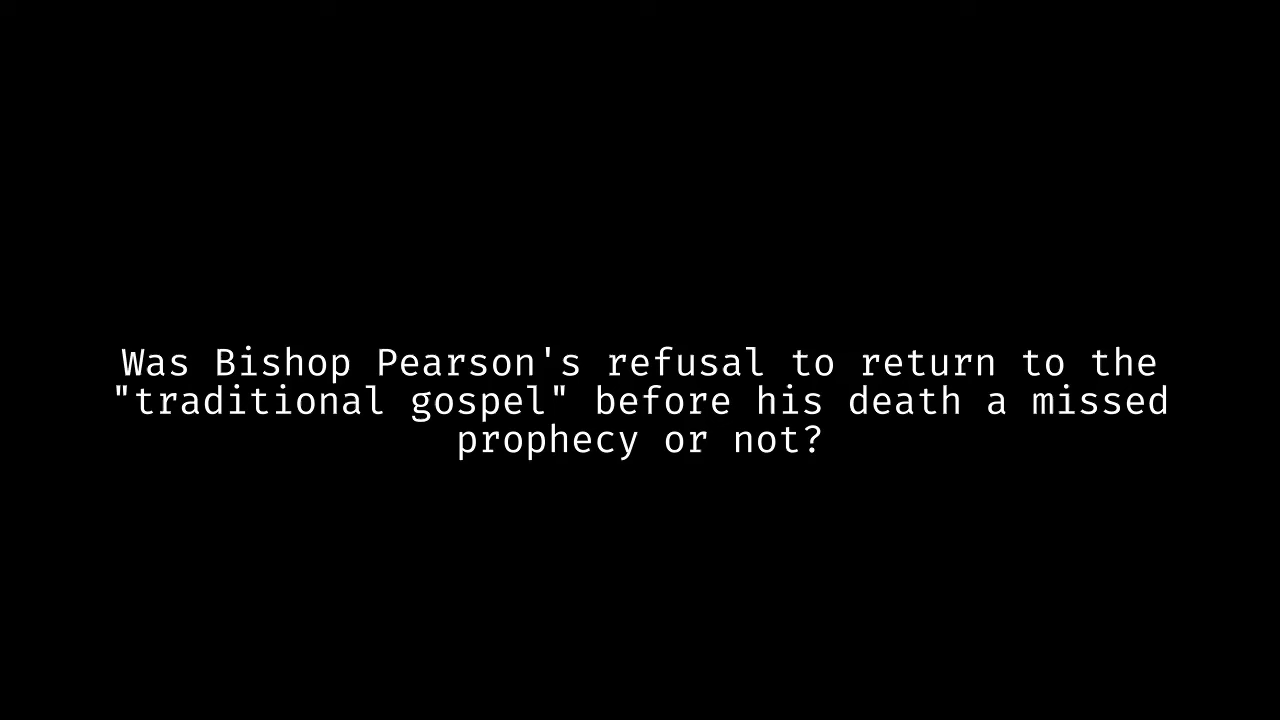 Was Bishop Pearson's refusal to return to the
"traditional gospel" before his death a missed
prophecy or not?